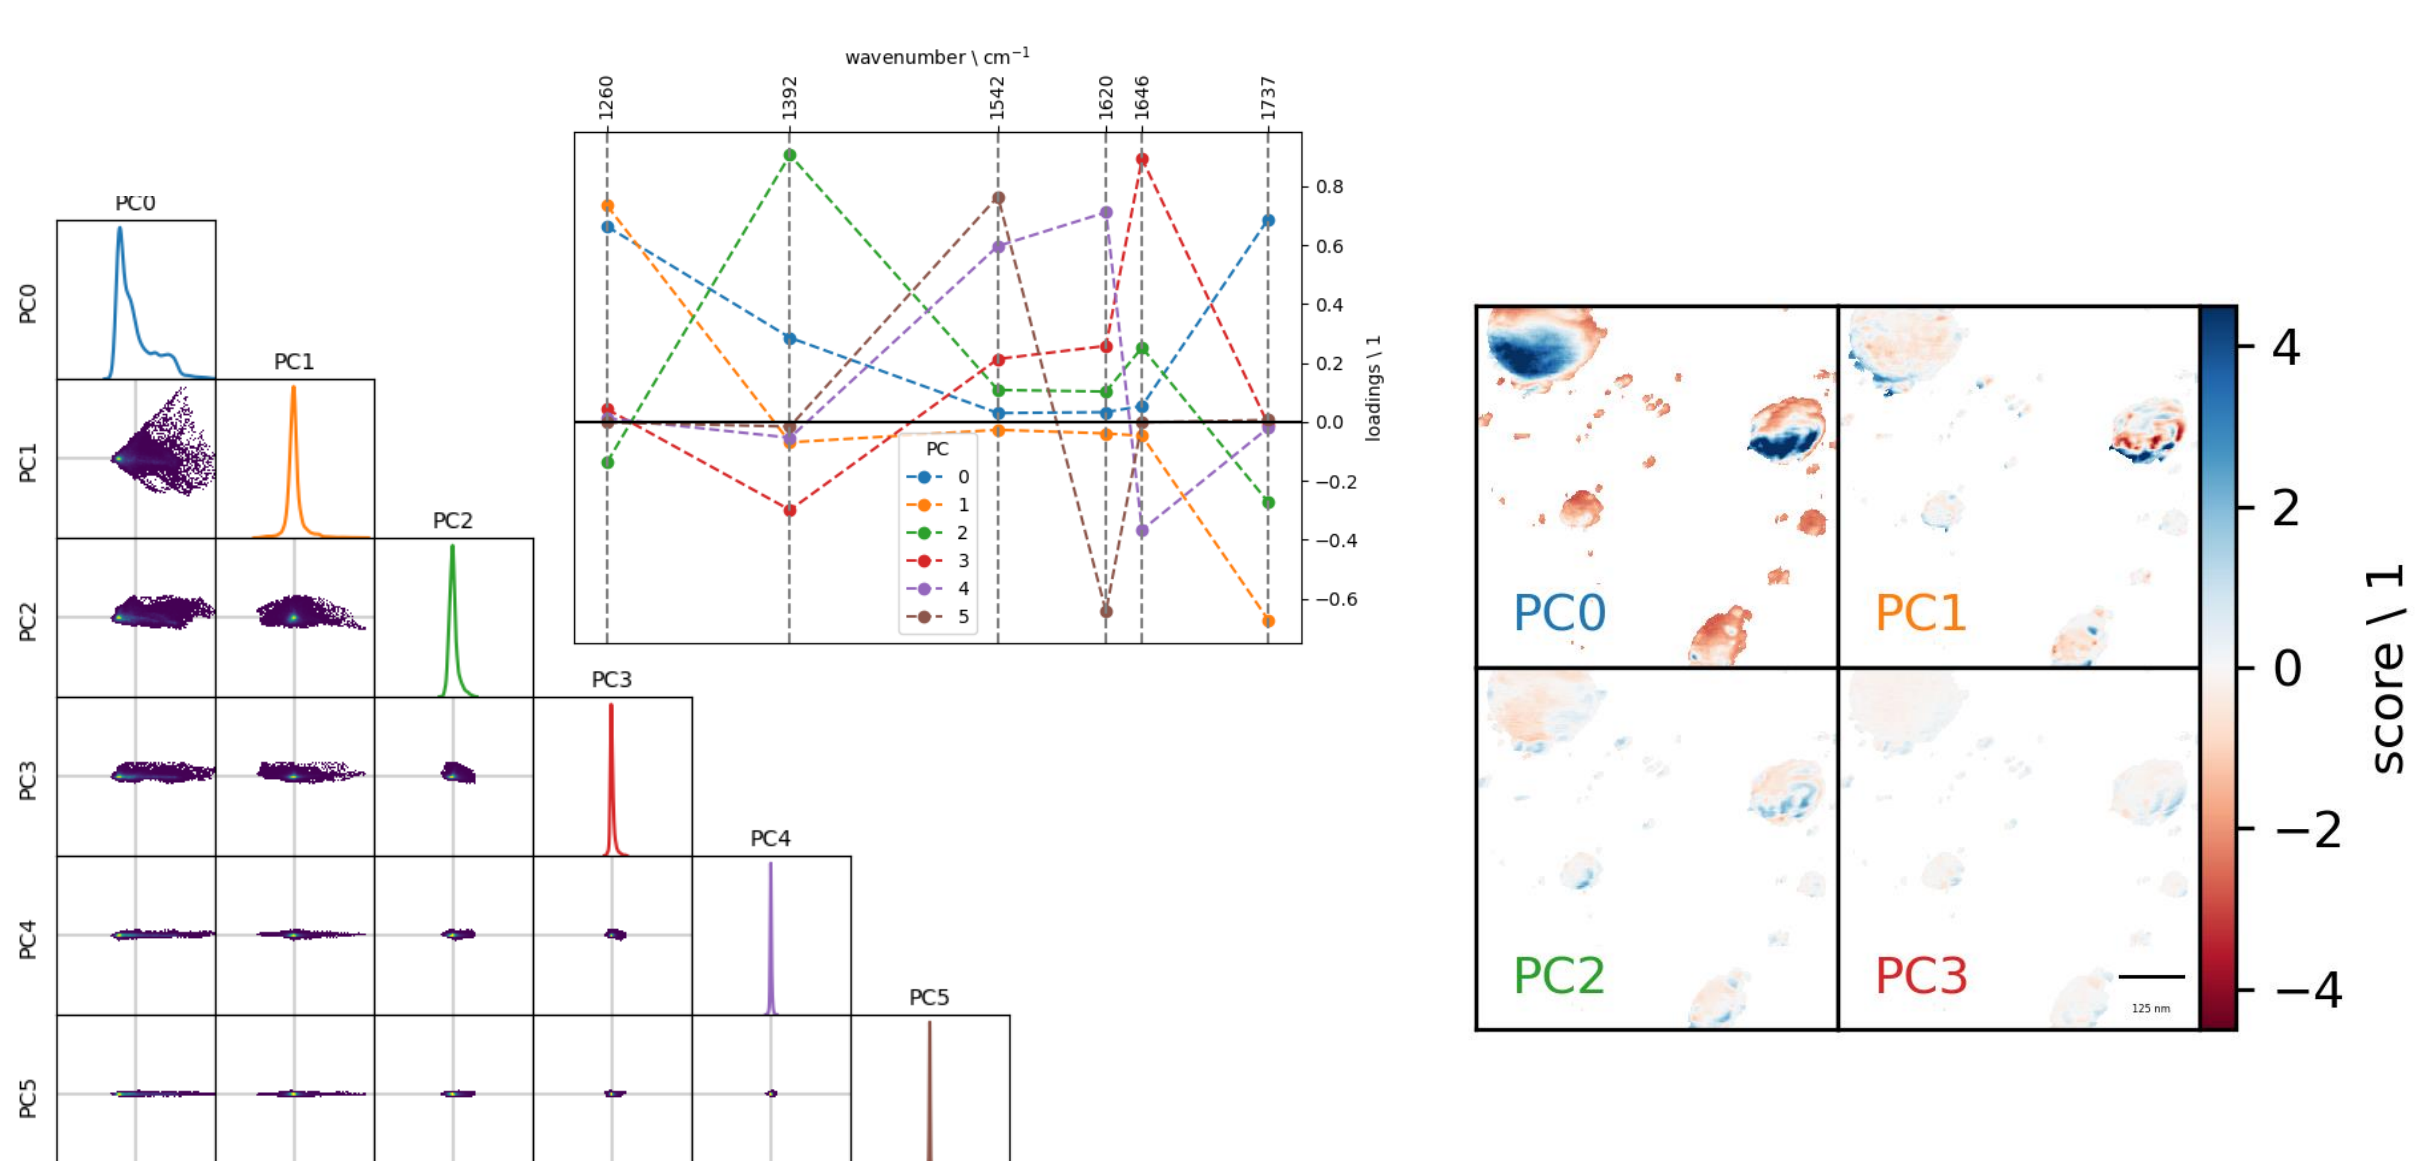 wavenumber \ cm⁻¹
1260
1392
1542
1620
1646
1737
0.8
0.6
0.4
0.2
0.0
−0.2
−0.4
−0.6
loadings \ 1
PC
0
1
2
3
4
5
PC0
PC1
PC2
PC3
PC4
PC5
PC0
PC1
PC2
PC3
PC4
PC5
PC0
PC1
PC2
PC3
125 nm
4
2
0
−2
−4
score \ 1